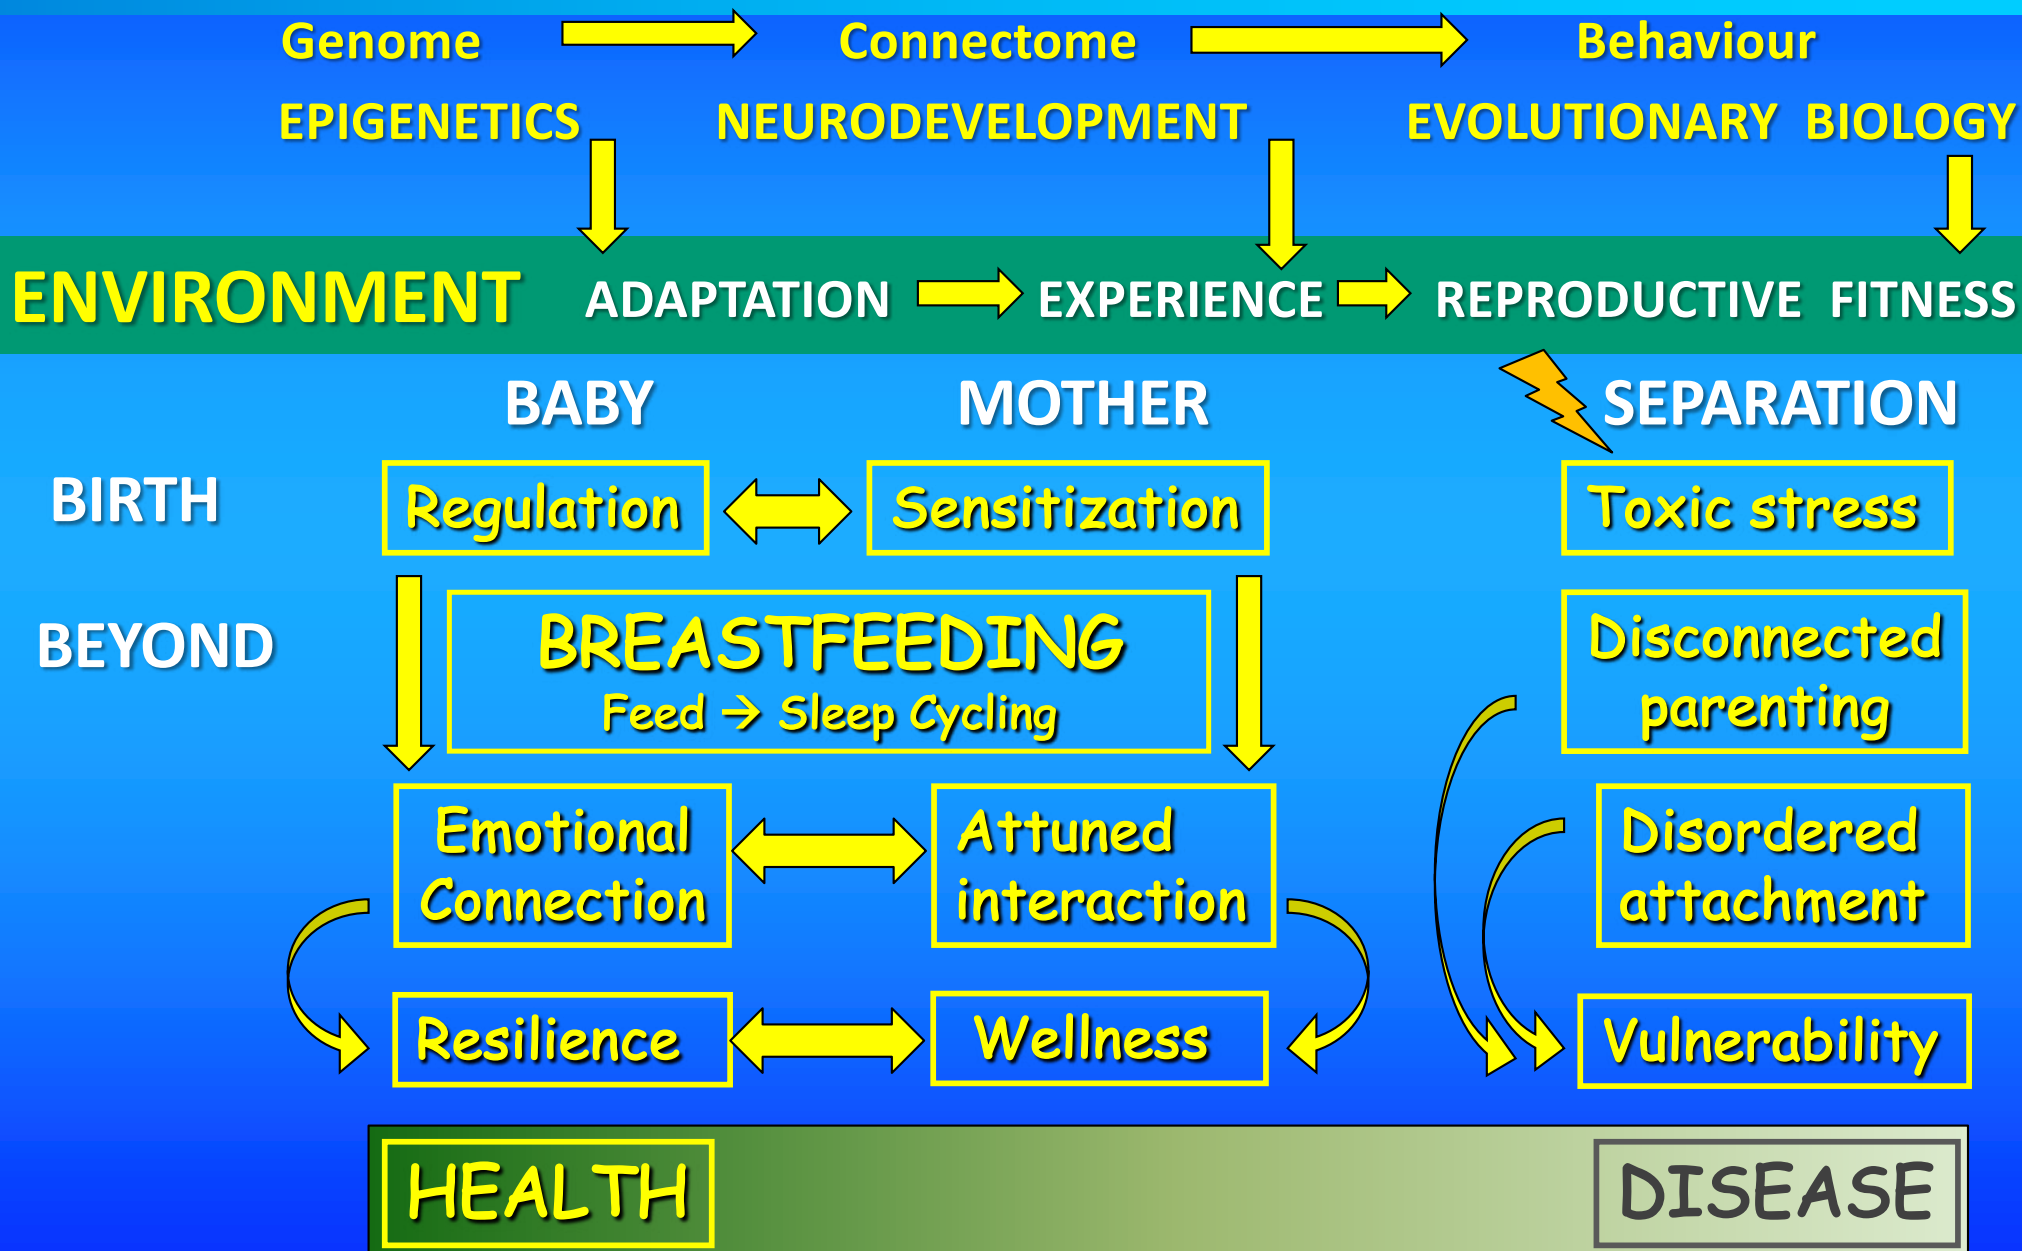 Genome Connectome Behaviour
EPIGENETICS NEURODEVELOPMENT EVOLUTIONARY BIOLOGY
ENVIRONMENT ADAPTATION EXPERIENCE REPRODUCTIVE FITNESS
BABY MOTHER SEPARATION
BIRTH Regulation Sensitization Toxic stress
BEYOND
BREASTFEEDING
Feed → Sleep Cycling
Disconnected
parenting
Emotional
Connection
Attuned
interaction
Disordered
attachment
Resilience Wellness Vulnerability
HEALTH DISEASE